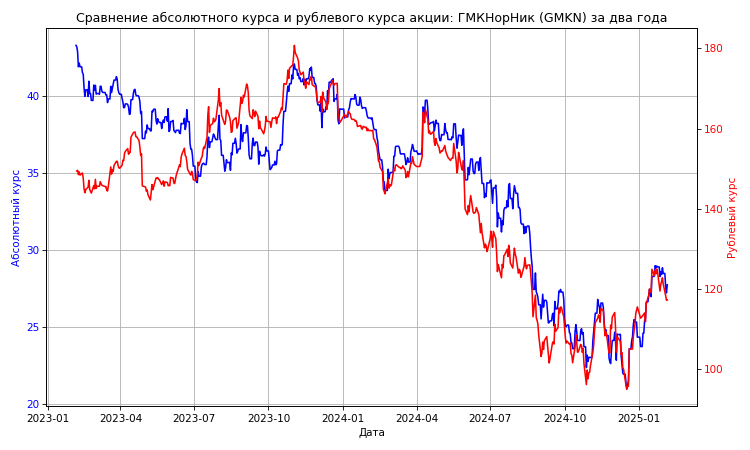 Сравнение абсолютного курса и рублевого курса акции: ГМКНорНик (GMKN) за два года
Абсолютный курс
40
35
30
25
20
180
160
140
120
100
Рублевый курс
2023-01 2023-04 2023-07 2023-10 2024-01 2024-04 2024-07 2024-10 2025-01
Дата